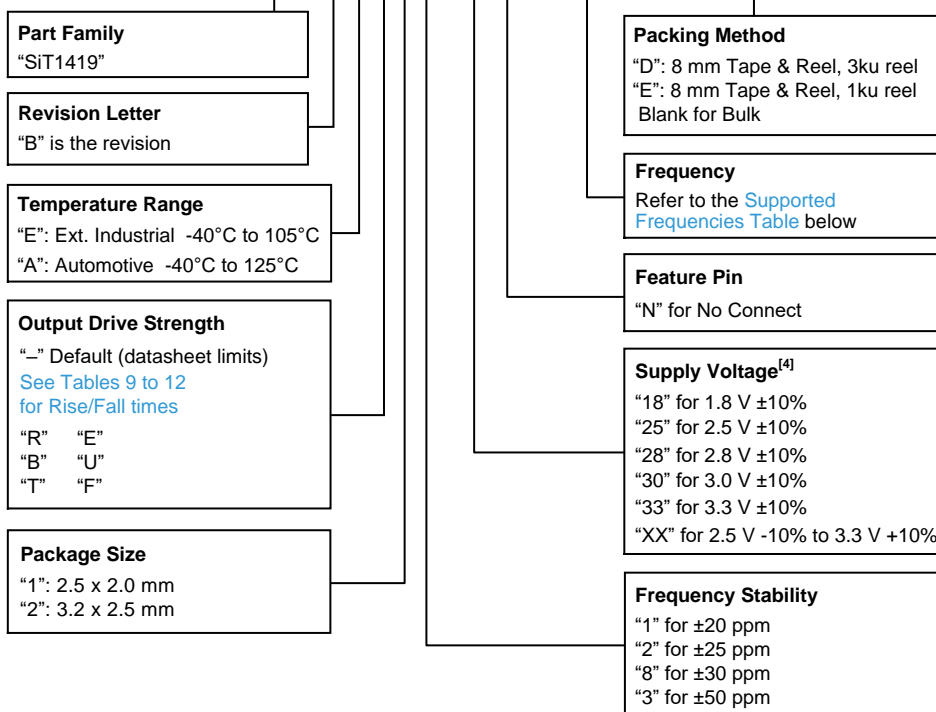 Part Family
“SiT1419”
Revision Letter
“B” is the revision
Temperature Range
“E”: Ext. Industrial -40°C to 105°C
“A”: Automotive -40°C to 125°C
Output Drive Strength
“–” Default (datasheet limits)
See Tables 9 to 12
for Rise/Fall times
“R” “E”
“B” “U”
“T” “F”
Package Size
“1”: 2.5 x 2.0 mm
“2”: 3.2 x 2.5 mm
Packing Method
“D”: 8 mm Tape & Reel, 3ku reel
“E”: 8 mm Tape & Reel, 1ku reel
Blank for Bulk
Frequency
Refer to the Supported
Frequencies Table below
Feature Pin
“N” for No Connect
Supply Voltage[4]
“18” for 1.8 V ±10%
“25” for 2.5 V ±10%
“28” for 2.8 V ±10%
“30” for 3.0 V ±10%
“33” for 3.3 V ±10%
“XX” for 2.5 V -10% to 3.3 V +10%
Frequency Stability
“1” for ±20 ppm
“2” for ±25 ppm
“8” for ±30 ppm
“3” for ±50 ppm